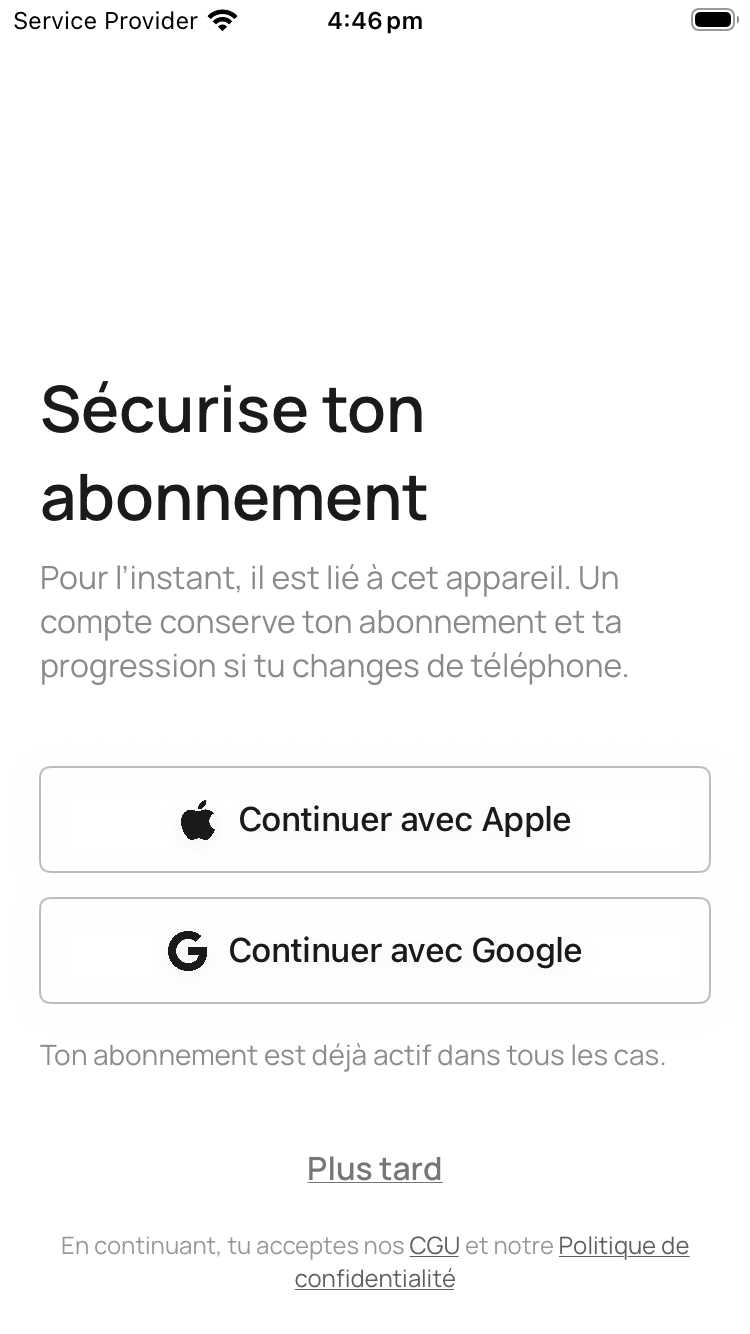 Service Provider 4:46 pm
Sécurise ton
abonnement
Pour l’instant, il est lié à cet appareil. Un
compte conserve ton abonnement et ta
progression si tu changes de téléphone.
Continuer avec Apple
Continuer avec Google
Ton abonnement est déjà actif dans tous les cas.
Plus tard
En continuant, tu acceptes nos CGU et notre Politique de
confidentialité